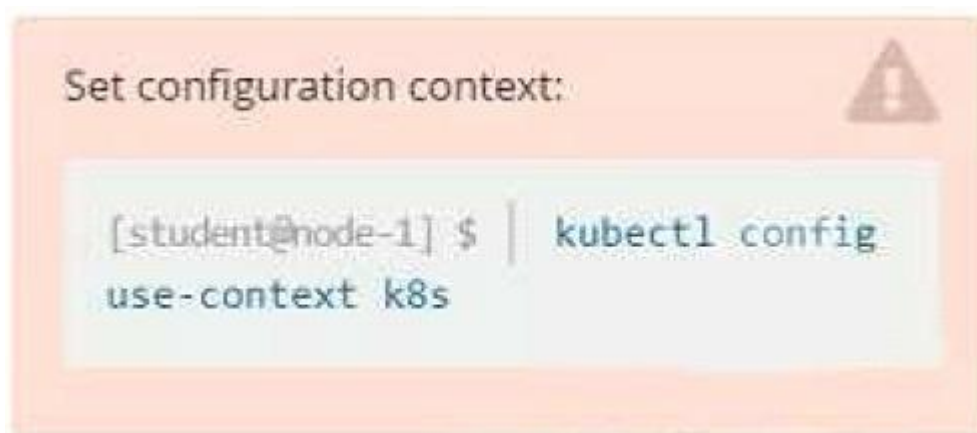 Set configuration context:
[student@node-1] $ | kubectl config
use-context k8s